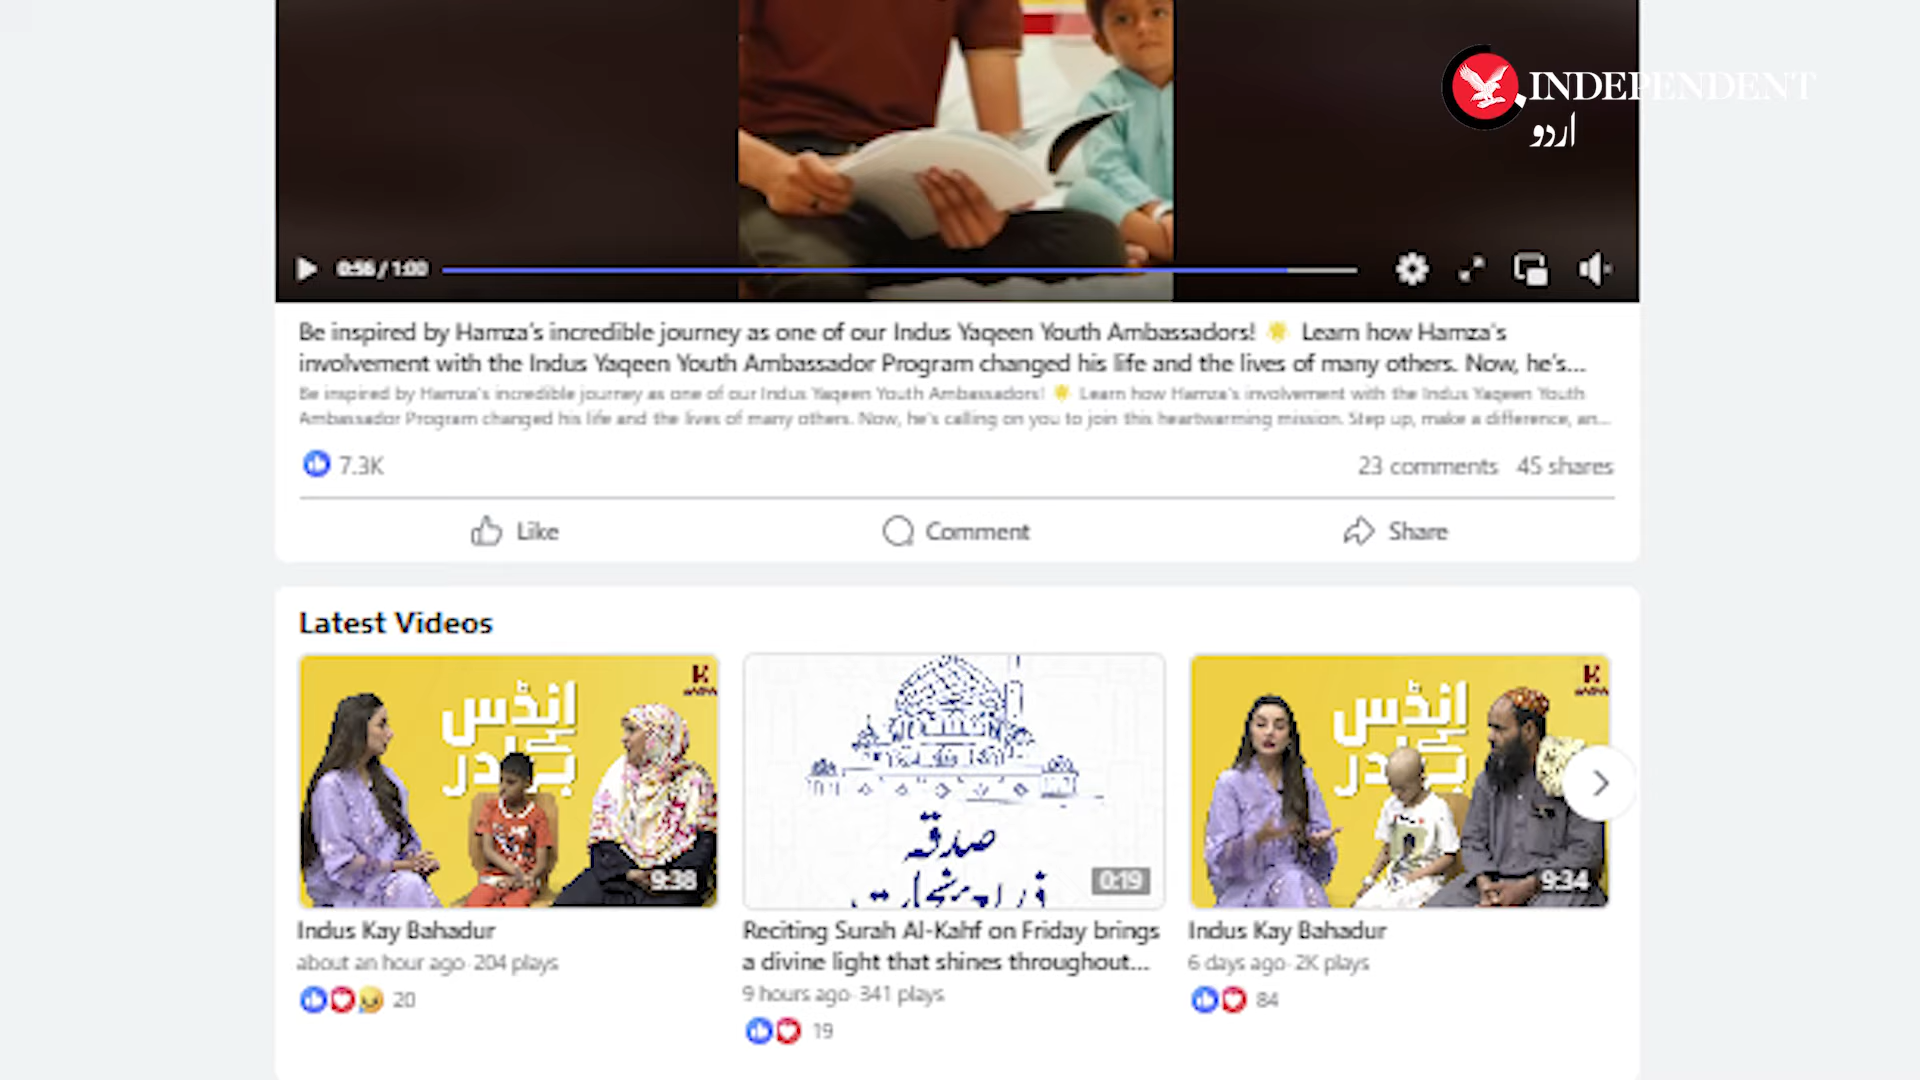 INDEPENDENT
اردو
0:56 / 1:00
Be inspired by Hamza's incredible journey as one of our Indus Yaqeen Youth Ambassadors! 🌟 Learn how Hamza's
involvement with the Indus Yaqeen Youth Ambassador Program changed his life and the lives of many others. Now, he's...
Be inspired by Hamza's incredible journey as one of our Indus Yaqeen Youth Ambassadors! 🌟 Learn how Hamza's involvement with the Indus Yaqeen Youth
Ambassador Program changed his life and the lives of many others. Now, he's calling on you to join this heartwarming mission. Step up, make a difference, an...
7.3K
23 comments 45 shares
Like Comment Share
Latest Videos
انڈس
کے
بہادر
9:38
صدقہ
0:19
انڈس
کے
بہادر
9:34
Indus Kay Bahadur
about an hour ago · 204 plays
20
Reciting Surah Al-Kahf on Friday brings
a divine light that shines throughout...
9 hours ago · 341 plays
19
Indus Kay Bahadur
6 days ago · 2K plays
84